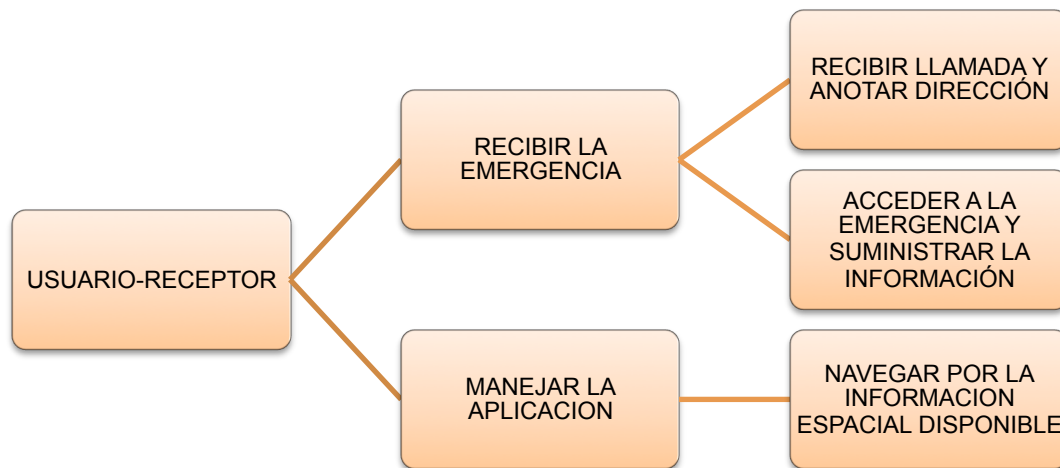 USUARIO-RECEPTOR
RECIBIR LA
EMERGENCIA
RECIBIR LLAMADA Y
ANOTAR DIRECCIÓN
ACCEDER A LA
EMERGENCIA Y
SUMINISTRAR LA
INFORMACIÓN
MANEJAR LA
APLICACION
NAVEGAR POR LA
INFORMACION
ESPACIAL DISPONIBLE